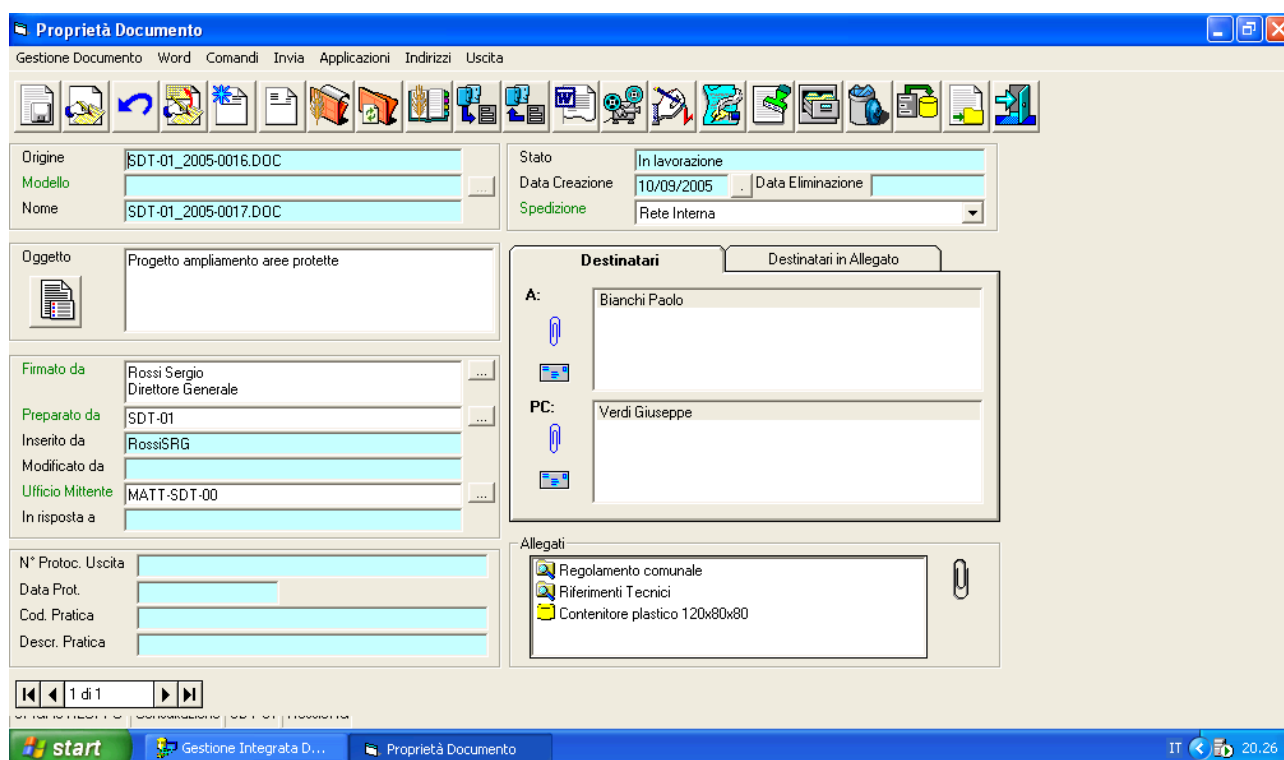 Proprietà Documento
Gestione Documento Word Comandi Invia Applicazioni Indirizzi Uscita
Origine SDT-01_2005-0016.DOC
Modello ...
Nome SDT-01_2005-0017.DOC
Stato In lavorazione
Data Creazione 10/09/2005 . Data Eliminazione
Spedizione Rete Interna
Oggetto Progetto ampliamento aree protette
Destinatari Destinatari in Allegato
A: Bianchi Paolo
PC: Verdi Giuseppe
Firmato da Rossi Sergio ...
Direttore Generale
Preparato da SDT-01 ...
Inserito da RossiSRG
Modificato da
Ufficio Mittente MATT-SDT-00 ...
In risposta a
N° Protoc. Uscita
Data Prot.
Cod. Pratica
Descr. Pratica
Allegati
Regolamento comunale
Riferimenti Tecnici
Contenitore plastico 120x80x80
1 di 1
start Gestione Integrata D... Proprietà Documento IT 20.26